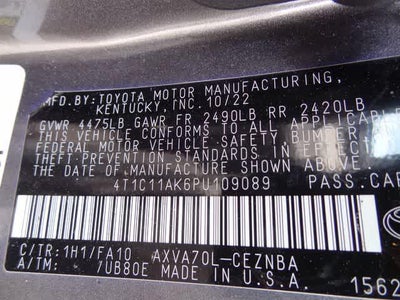 MFD.BY:TOYOTA MOTOR MANUFACTURING,
KENTUCKY, INC. 10/22
GVWR 4475LB GAWR FR 2490LB RR 2420LB
THIS VEHICLE CONFORMS TO ALL APPLICABLE
FEDERAL MOTOR VEHICLE SAFETY BUMPER, AND
THEFT PREVENTION STANDARDS IN EFFECT ON
THE DATE OF MANUFACTURE SHOWN ABOVE.
4T1C11AK6PU109089 PASS.CAR
C/TR:1H1/FA10 AXVA70L-CEZNBA
A/TM: 7UB80E MADE IN U.S.A. 1562